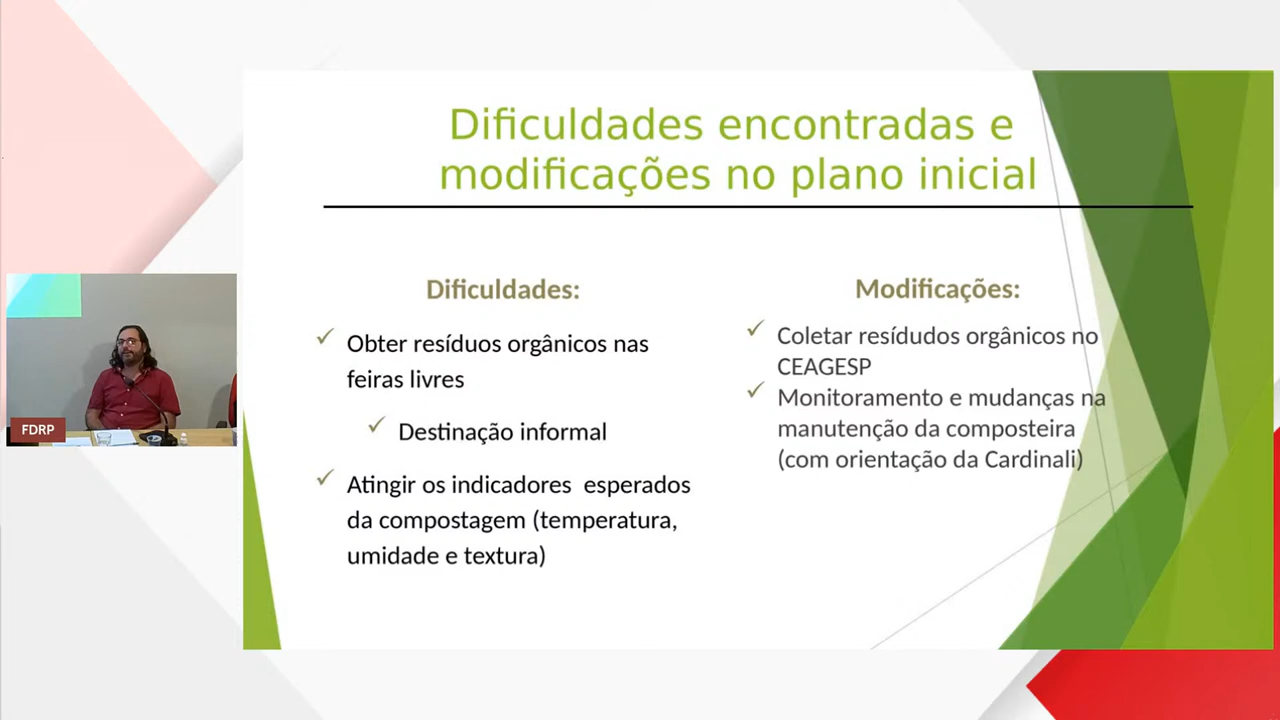 Dificuldades encontradas e
modificações no plano inicial
Dificuldades:
Obter resíduos orgânicos nas
feiras livres
Destinação informal
Atingir os indicadores esperados
da compostagem (temperatura,
umidade e textura)
Modificações:
Coletar resídudos orgânicos no
CEAGESP
Monitoramento e mudanças na
manutenção da composteira
(com orientação da Cardinali)
FDRP